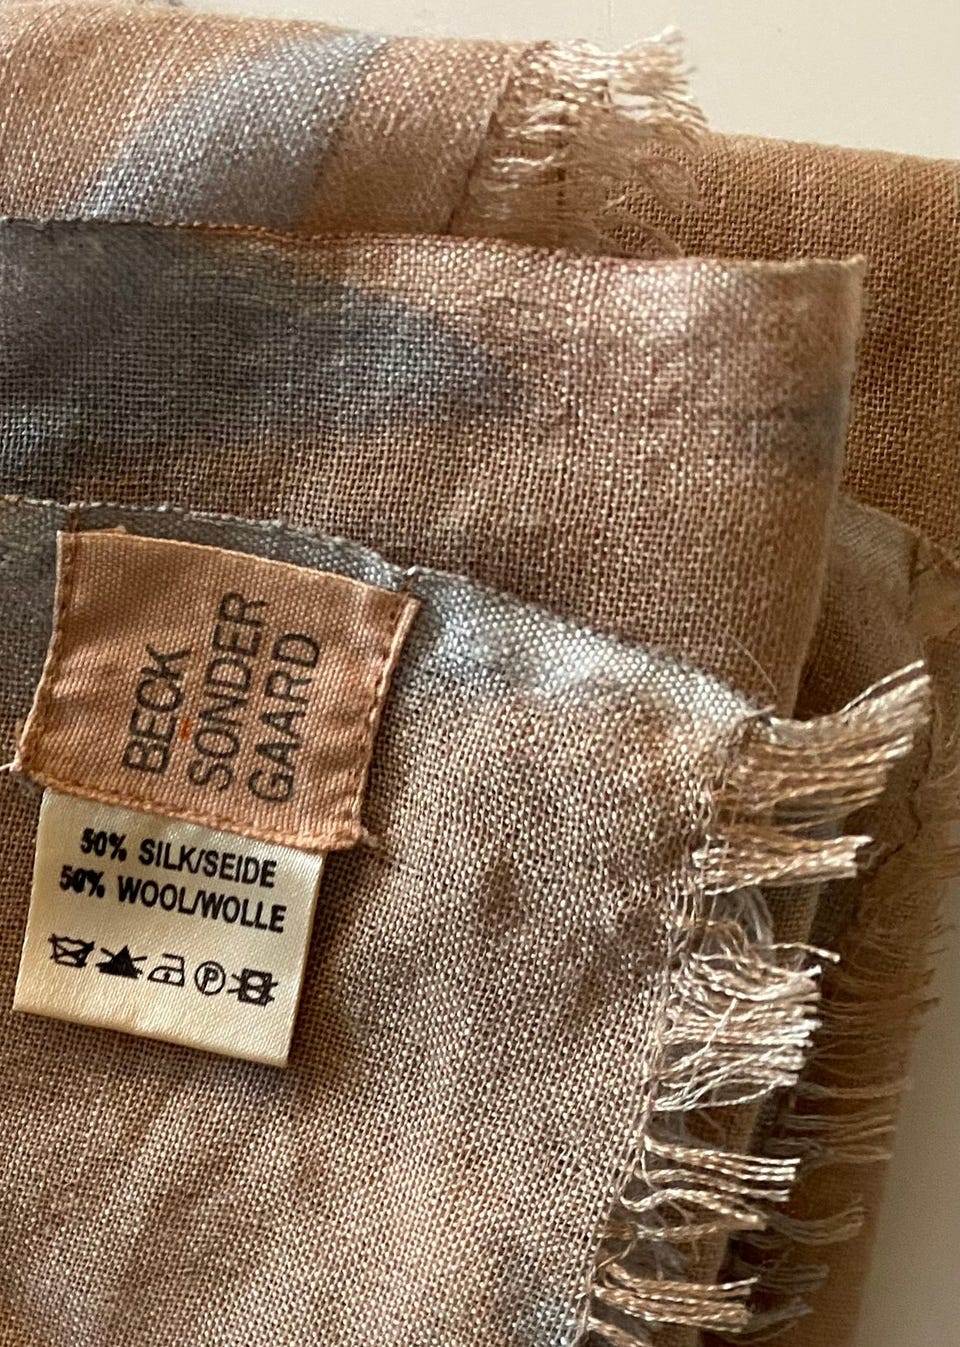 BECK
SONDER
GAARD
50% SILK/SEIDE
50% WOOL/WOLLE
P